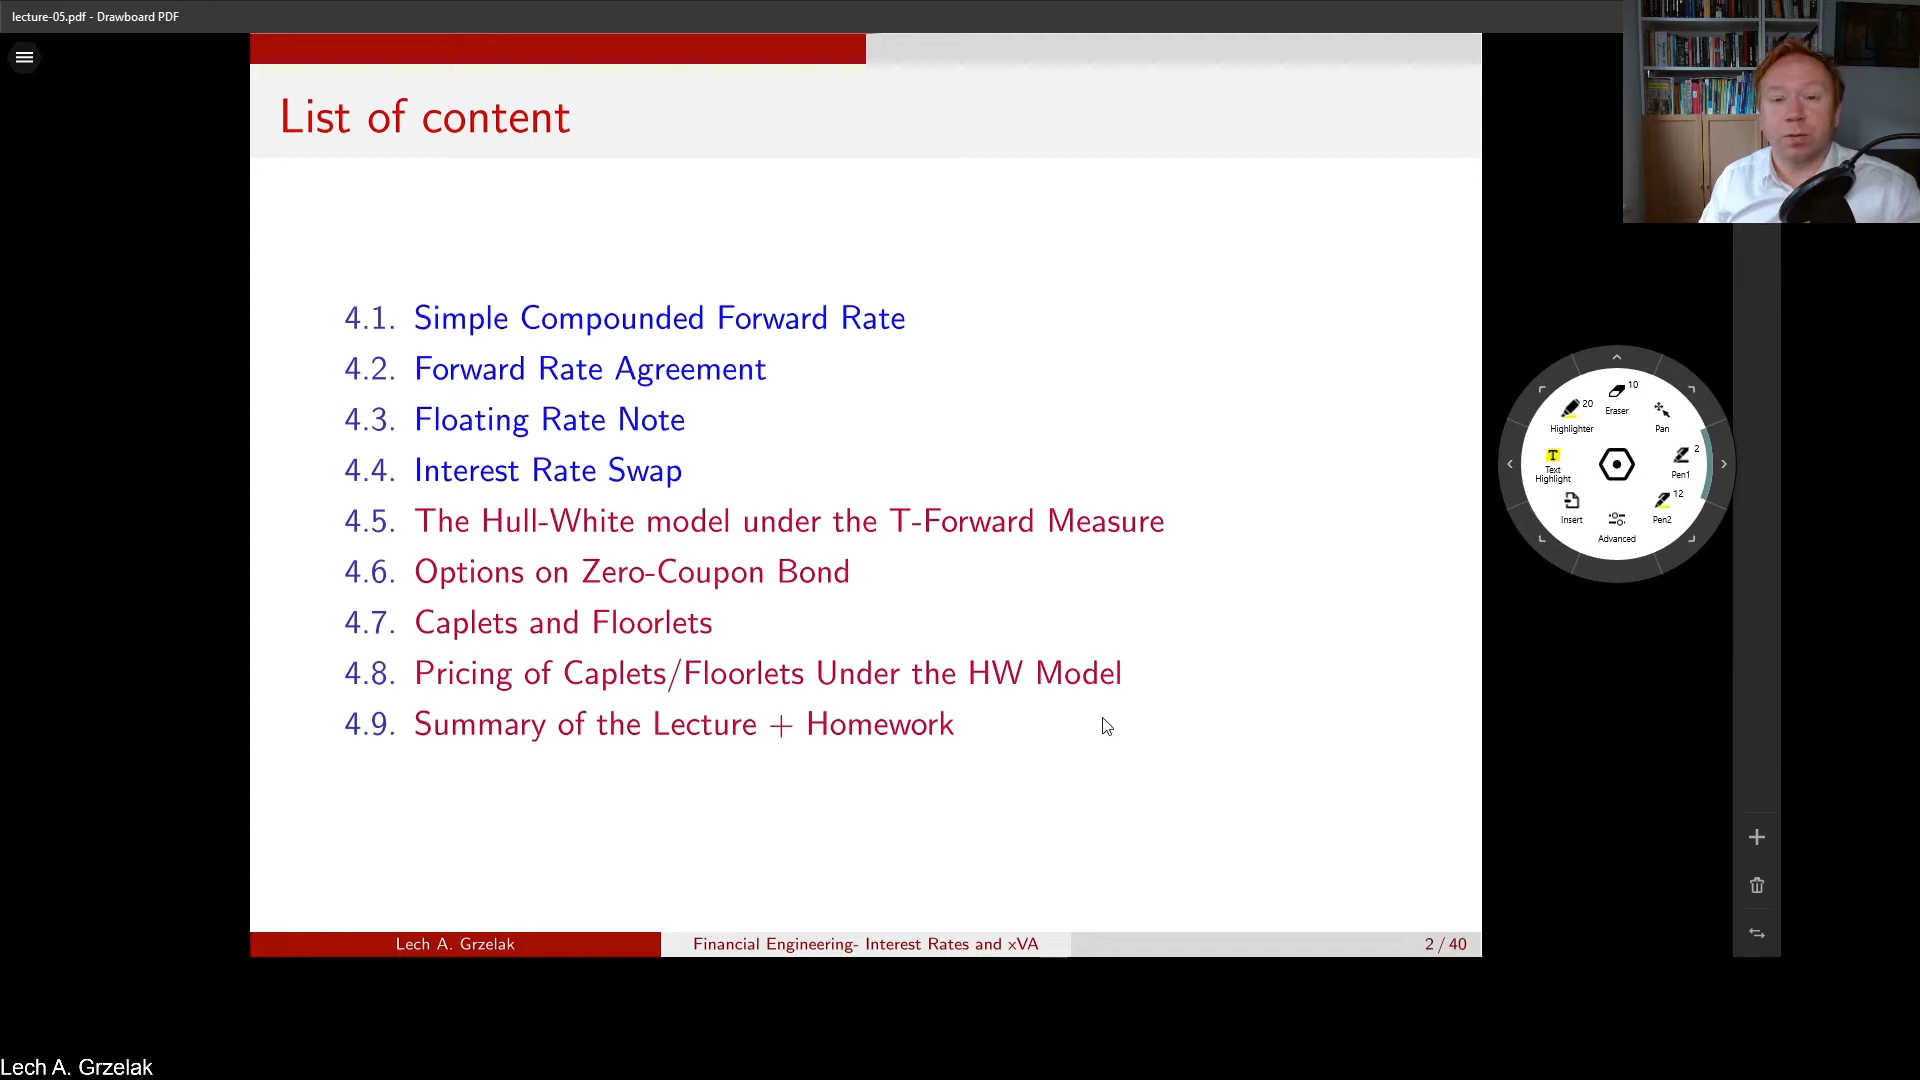 lecture-05.pdf - Drawboard PDF
List of content
4.1. Simple Compounded Forward Rate
4.2. Forward Rate Agreement
4.3. Floating Rate Note
4.4. Interest Rate Swap
4.5. The Hull-White model under the T-Forward Measure
4.6. Options on Zero-Coupon Bond
4.7. Caplets and Floorlets
4.8. Pricing of Caplets/Floorlets Under the HW Model
4.9. Summary of the Lecture + Homework
10
Eraser
20
Highlighter
Pan
T
Text
Highlight
2
Pen1
Insert
12
Pen2
Advanced
Lech A. Grzelak
Financial Engineering- Interest Rates and xVA
2 / 40
Lech A. Grzelak